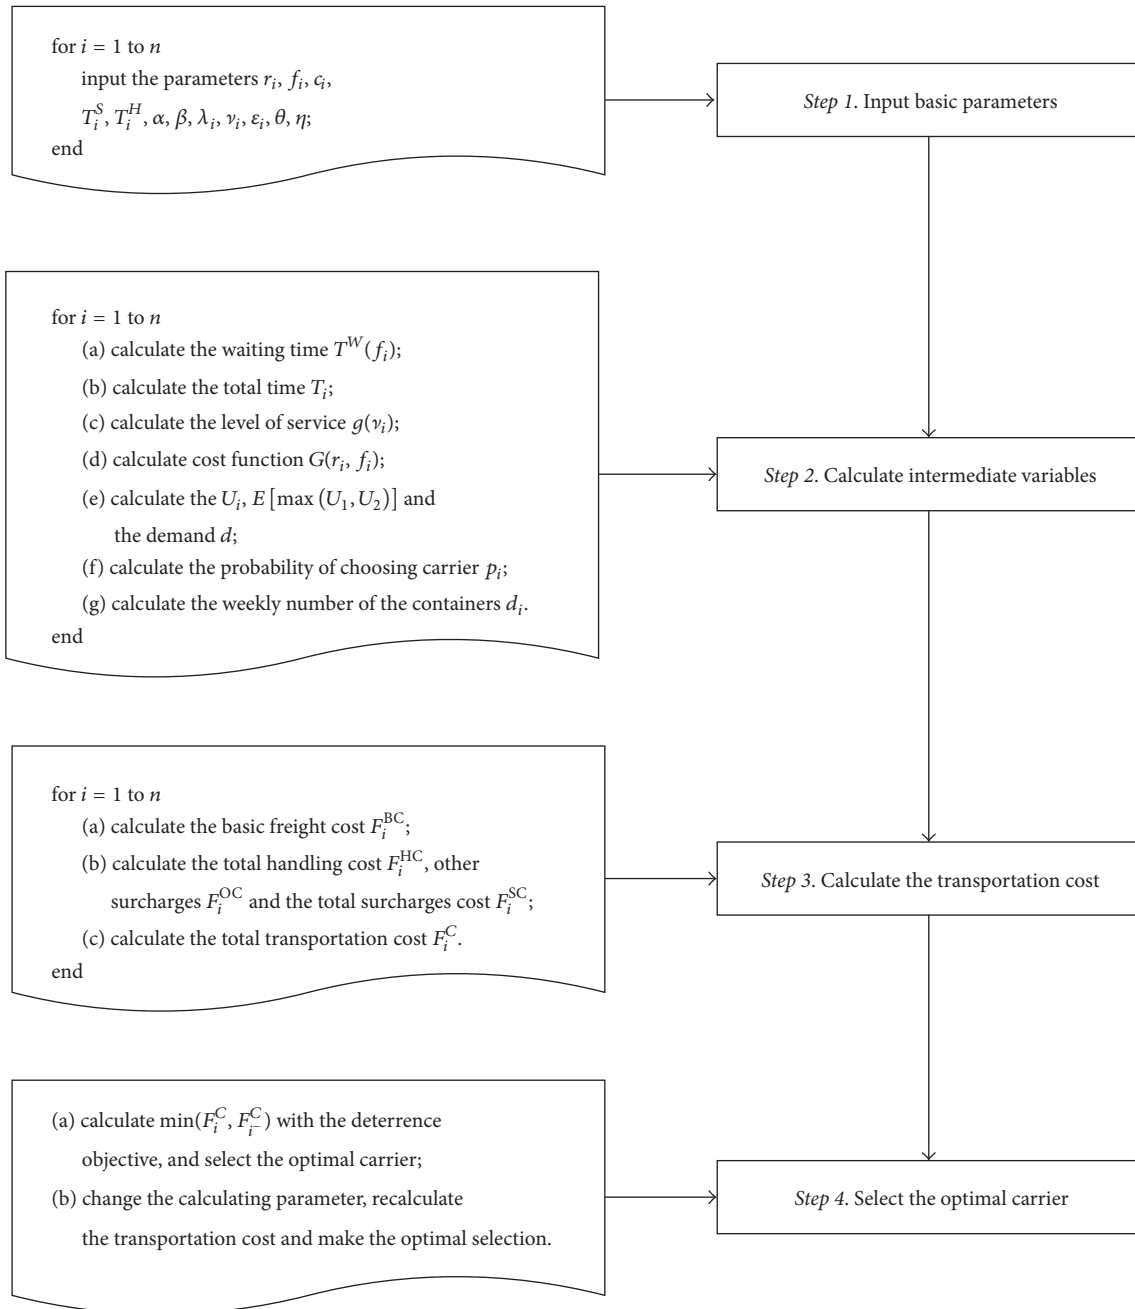 for i = 1 to n
input the parameters r_i, f_i, c_i,
T_i^S, T_i^H, α, β, λ_i, ν_i, ε_i, θ, η;
end
Step 1. Input basic parameters
for i = 1 to n
(a) calculate the waiting time T^W(f_i);
(b) calculate the total time T_i;
(c) calculate the level of service g(ν_i);
(d) calculate cost function G(r_i, f_i);
(e) calculate the U_i, E[max (U_1, U_2)] and
the demand d;
(f) calculate the probability of choosing carrier p_i;
(g) calculate the weekly number of the containers d_i.
end
Step 2. Calculate intermediate variables
for i = 1 to n
(a) calculate the basic freight cost F_i^BC;
(b) calculate the total handling cost F_i^HC, other
surcharges F_i^OC and the total surcharges cost F_i^SC;
(c) calculate the total transportation cost F_i^C.
end
Step 3. Calculate the transportation cost
(a) calculate min(F_i^C, F_i⁻^C) with the deterrence
objective, and select the optimal carrier;
(b) change the calculating parameter, recalculate
the transportation cost and make the optimal selection.
Step 4. Select the optimal carrier